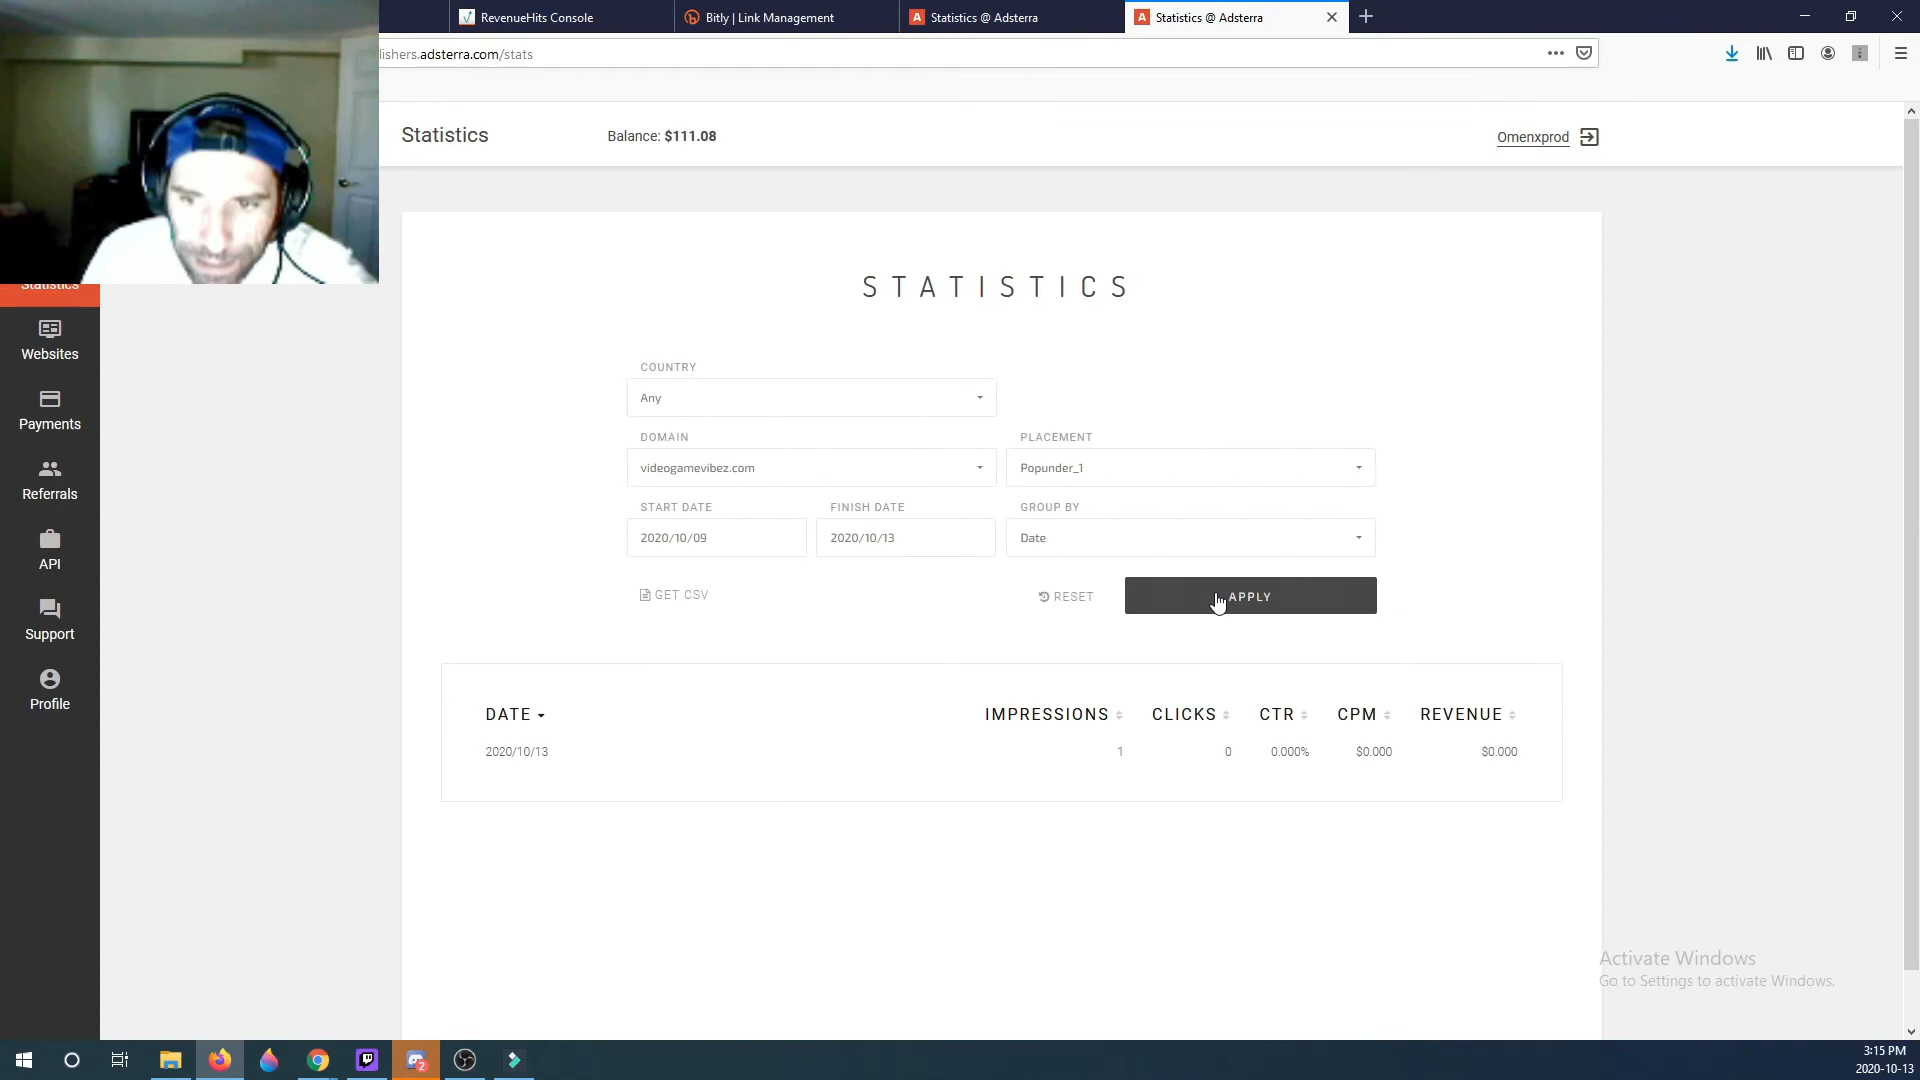 RevenueHits Console
Bitly | Link Management
Statistics @ Adsterra
Statistics @ Adsterra
lishers.adsterra.com/stats
Statistics
Balance: $111.08
Omenxprod
Statistics
Websites
Payments
Referrals
API
Support
Profile
STATISTICS
COUNTRY
Any
DOMAIN
PLACEMENT
videogamevibez.com
Popunder_1
START DATE
FINISH DATE
GROUP BY
2020/10/09
2020/10/13
Date
GET CSV
RESET
APPLY
DATE IMPRESSIONS CLICKS CTR CPM REVENUE
2020/10/13 1 0 0.000% $0.000 $0.000
Activate Windows
Go to Settings to activate Windows.
2
3:15 PM
2020-10-13